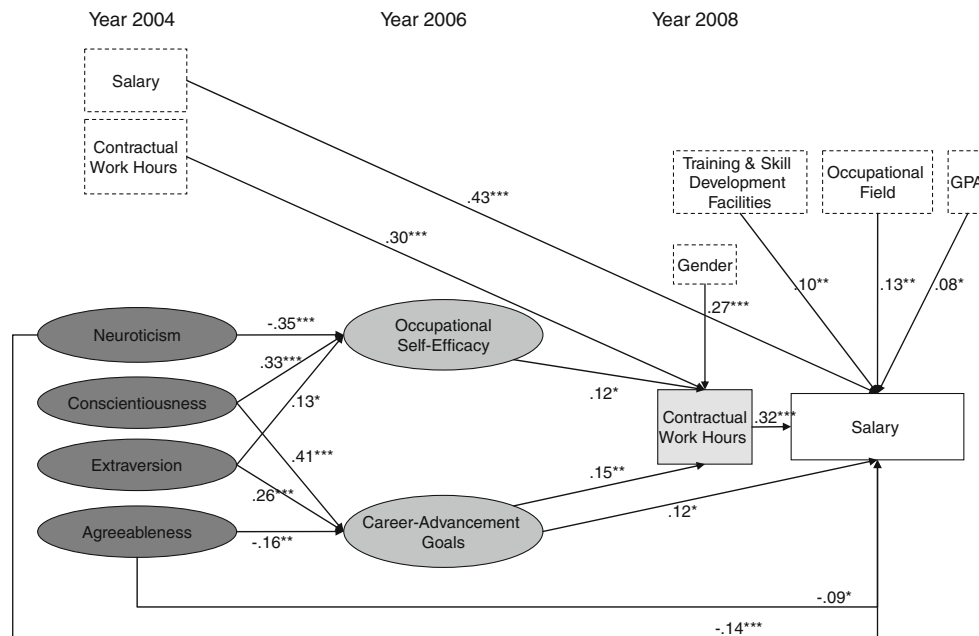 Year 2004
Year 2006
Year 2008
Salary
Contractual
Work Hours
Training & Skill
Development
Facilities
Occupational
Field
GPA
.43***
.30***
Gender
.10**
.13**
.08*
.27***
Neuroticism
-.35***
Occupational
Self-Efficacy
.33***
.12*
Conscientiousness
.13*
Contractual
Work Hours
.32***
Salary
Extraversion
.41***
.26***
.15**
.12*
Agreeableness
-.16**
Career-Advancement
Goals
-.09*
-.14***